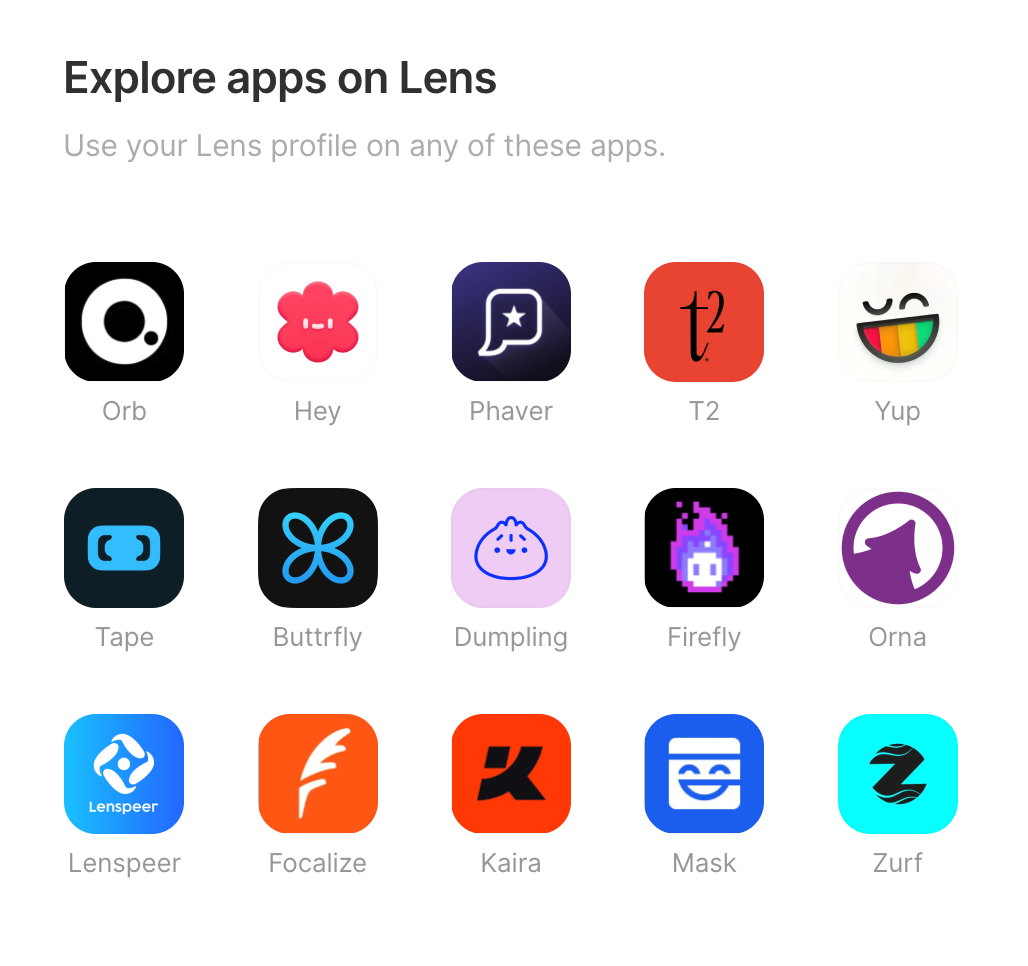 Explore apps on Lens
Use your Lens profile on any of these apps.
t2
Orb Hey Phaver T2 Yup
Tape Buttrfly Dumpling Firefly Orna
Lenspeer
Z
Lenspeer Focalize Kaira Mask Zurf